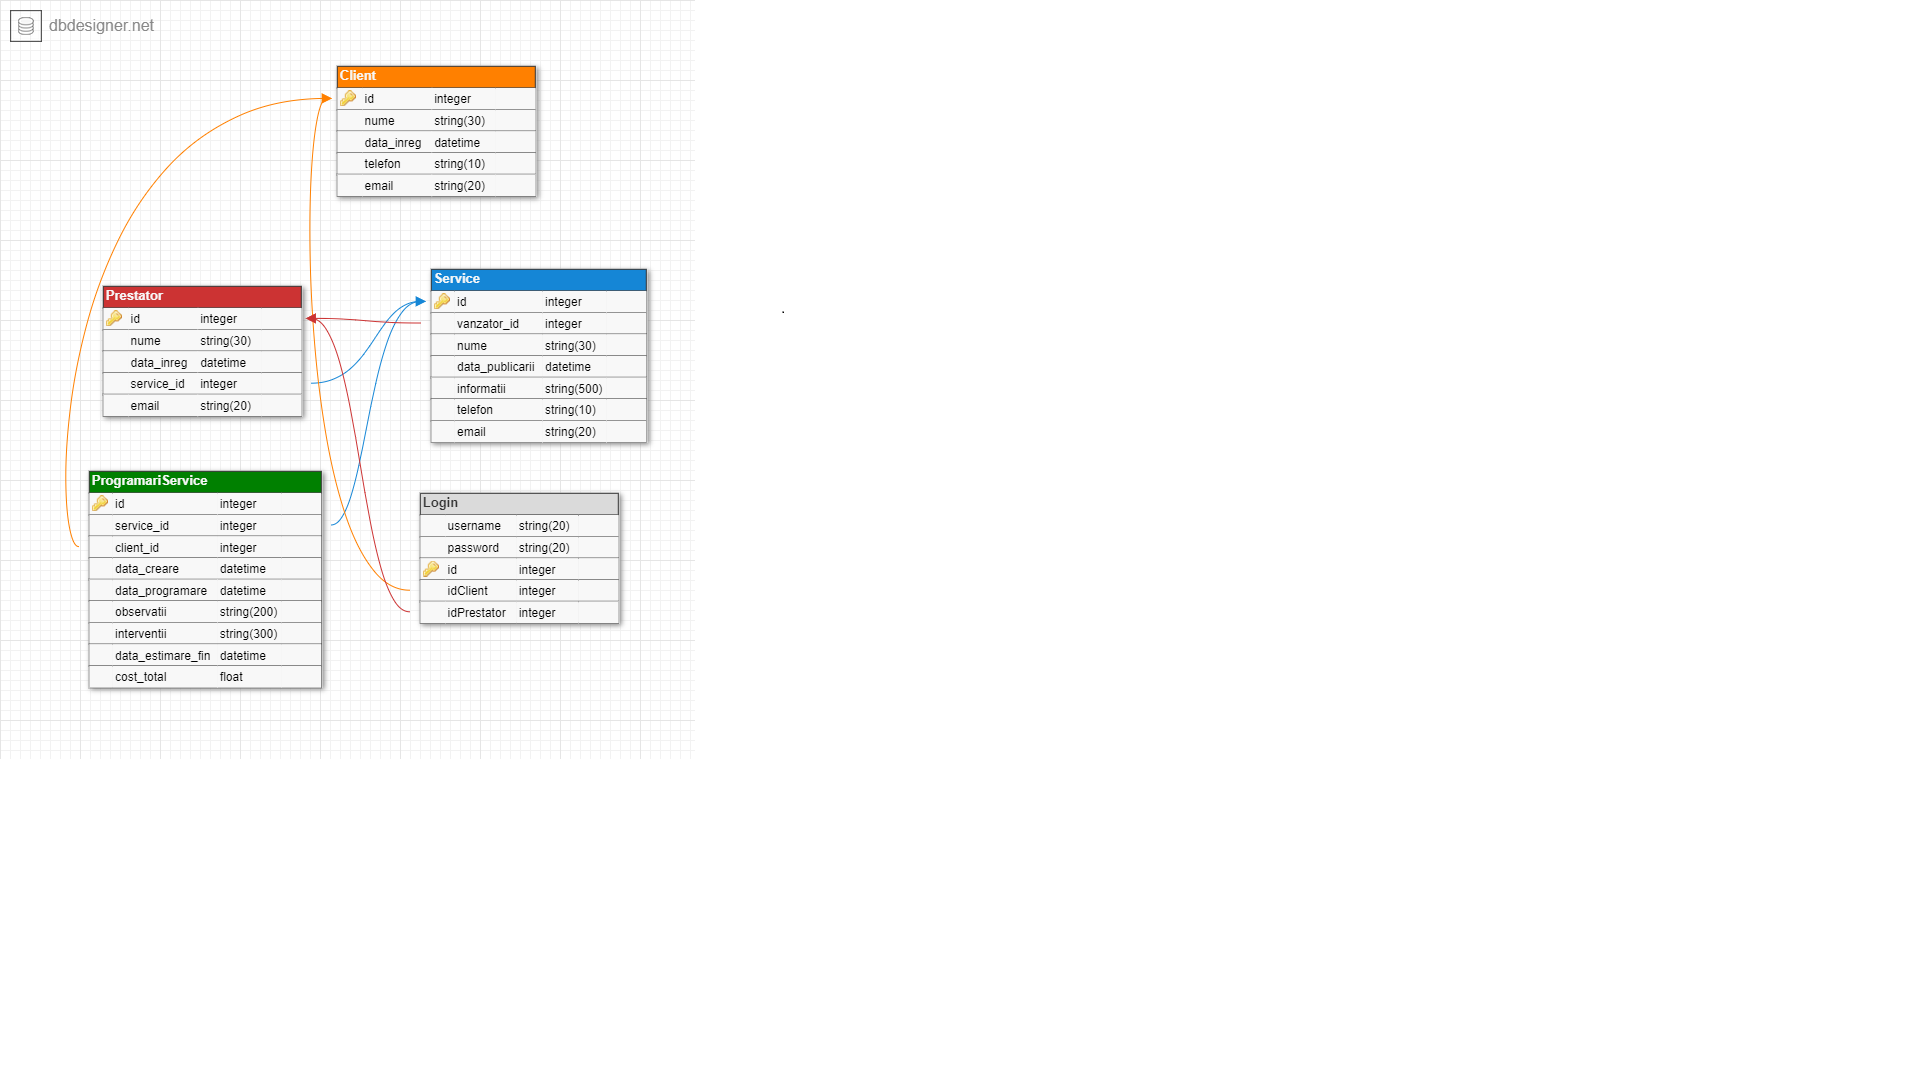 dbdesigner.net
Client
id integer
nume string(30)
data_inreg datetime
telefon string(10)
email string(20)
Prestator
id integer
nume string(30)
data_inreg datetime
service_id integer
email string(20)
Service
id integer
vanzator_id integer
nume string(30)
data_publicarii datetime
informatii string(500)
telefon string(10)
email string(20)
ProgramariService
id integer
service_id integer
client_id integer
data_creare datetime
data_programare datetime
observatii string(200)
interventii string(300)
data_estimare_fin datetime
cost_total float
Login
username string(20)
password string(20)
id integer
idClient integer
idPrestator integer